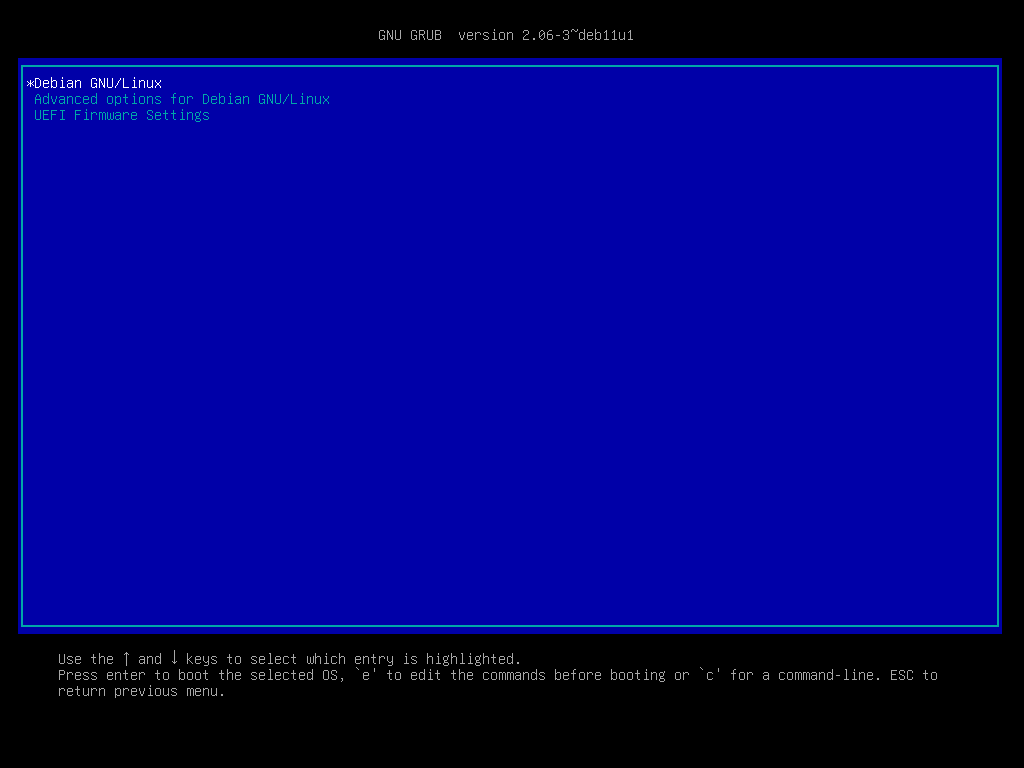 GNU GRUB  version 2.06-3~deb11u1
*Debian GNU/Linux
Advanced options for Debian GNU/Linux
UEFI Firmware Settings
Use the ↑ and ↓ keys to select which entry is highlighted.
Press enter to boot the selected OS, `e' to edit the commands before booting or `c' for a command-line. ESC to
return previous menu.